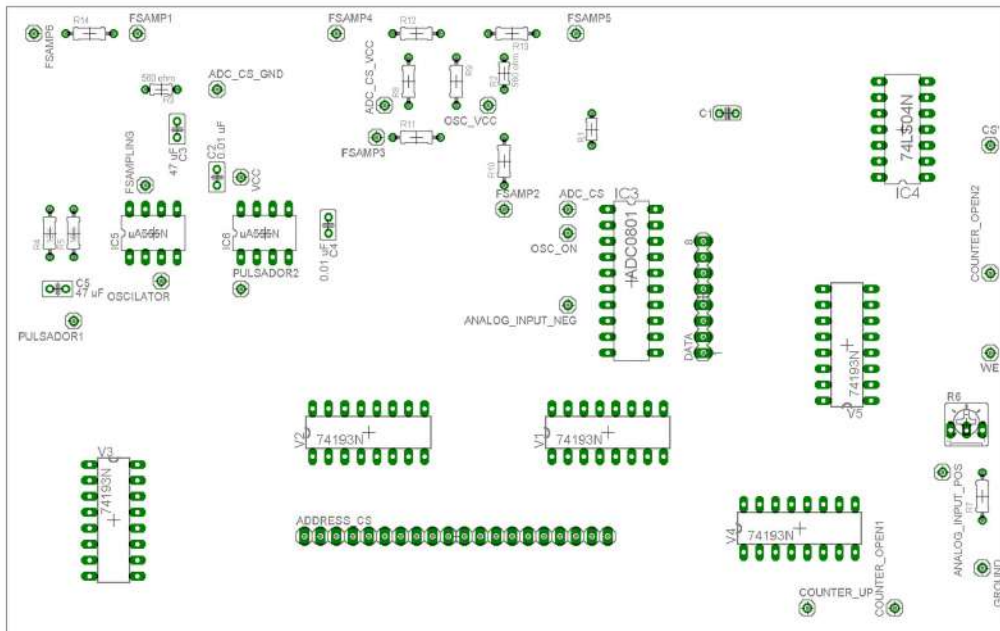 R14
FSAMP1
FSAMP6
FSAMP4
R12
FSAMP5
R13
560 ohm
R3
ADC_CS_GND
ADC_CS_VCC
R8
R9
R2
560 ohm
OSC_VCC
R11
FSAMP3
R1
C1
74LS04N
IC4
CS
47 uF
C3
C2
0.01 uF
VCC
FSAMPLING
R10
FSAMP2
ADC_CS
OSC_ON
IC3
ADC0801
COUNTER_OPEN2
R4
R5
IC5
uA555N
IC6
uA555N
0.01 uF
C4
PULSADOR2
OSCILATOR
C5
47 uF
PULSADOR1
ANALOG_INPUT_NEG
8
DATA
74193N
V5
WE
R6
V2
74193N
V1
74193N
V3
74193N
ADDRESS_CS
V4
74193N
ANALOG_INPUT_POS
R7
COUNTER_UP
COUNTER_OPEN1
GROUND